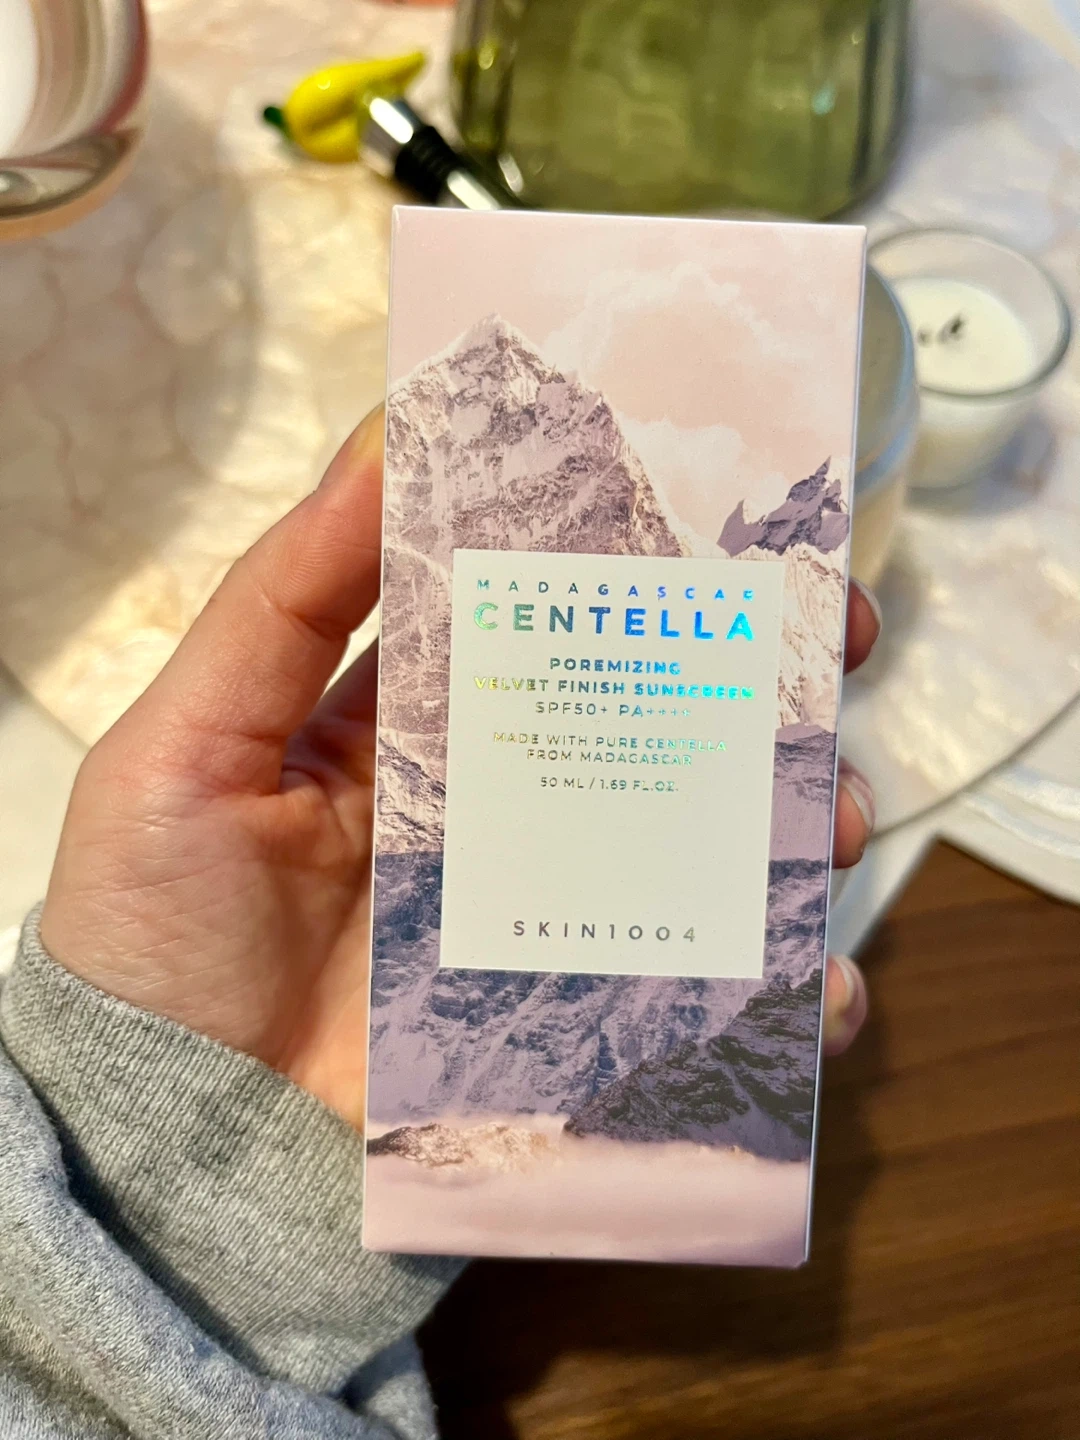 MADAGASCAR
CENTELLA
POREMIZING
VELVET FINISH SUNSCREEN
SPF50+ PA++++
MADE WITH PURE CENTELLA
FROM MADAGASCAR
50 ML / 1.69 FL.OZ.
SKIN1004